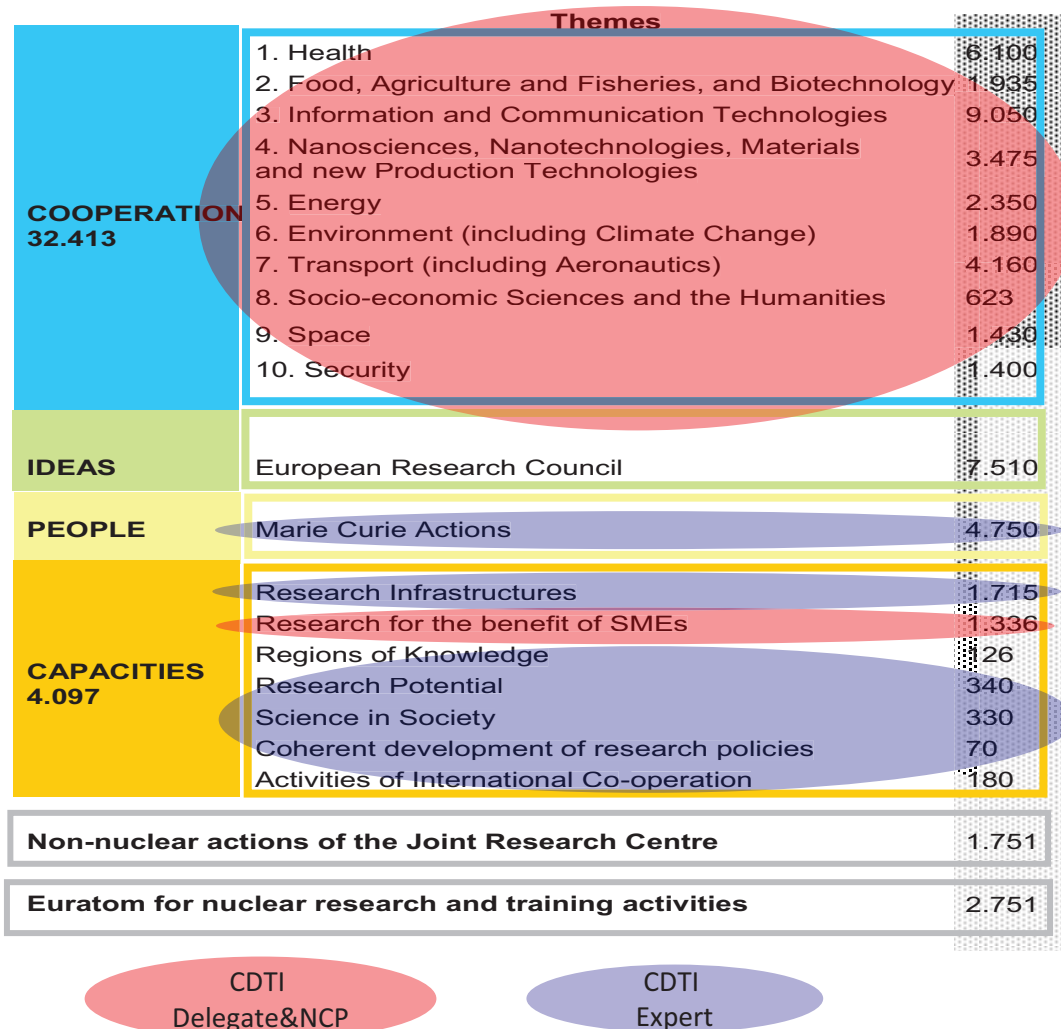 Themes
1. Health 6.100
2. Food, Agriculture and Fisheries, and Biotechnology 1.935
3. Information and Communication Technologies 9.050
4. Nanosciences, Nanotechnologies, Materials
and new Production Technologies 3.475
COOPERATION
32.413
5. Energy 2.350
6. Environment (including Climate Change) 1.890
7. Transport (including Aeronautics) 4.160
8. Socio-economic Sciences and the Humanities 623
9. Space 1.430
10. Security 1.400
IDEAS European Research Council 7.510
PEOPLE Marie Curie Actions 4.750
CAPACITIES
4.097
Research Infrastructures 1.715
Research for the benefit of SMEs 1.336
Regions of Knowledge 126
Research Potential 340
Science in Society 330
Coherent development of research policies 70
Activities of International Co-operation 180
Non-nuclear actions of the Joint Research Centre 1.751
Euratom for nuclear research and training activities 2.751
CDTI
Delegate&NCP
CDTI
Expert